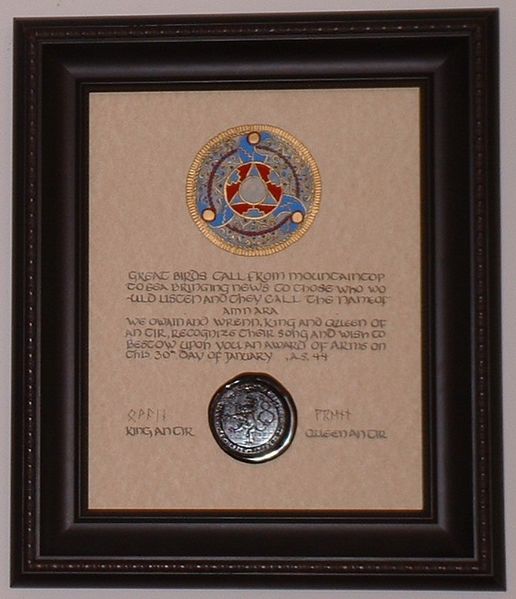 GREAT BIRDS CALL FROM MOUNTAINTOP
TO SEA BRINGING NEWS TO THOSE WHO WO
-ULD LISTEN AND THEY CALL THE NAME OF
AMNARA
WE OWAIN AND WRENN, KING AND QUEEN OF
AN TIR, RECOGNIZE THEIR SONG AND WISH TO
BESTOW UPON YOU AN AWARD OF ARMS ON
THIS 30th DAY OF JANUARY , A.S. 44
KING AN TIR
QUEEN AN TIR